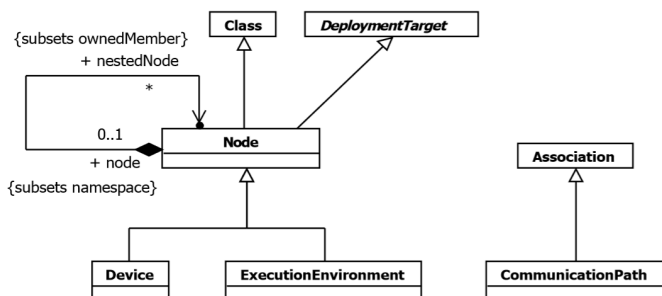 Class
DeploymentTarget
{subsets ownedMember}
+ nestedNode
*
0..1
Node
+ node
{subsets namespace}
Association
Device
ExecutionEnvironment
CommunicationPath